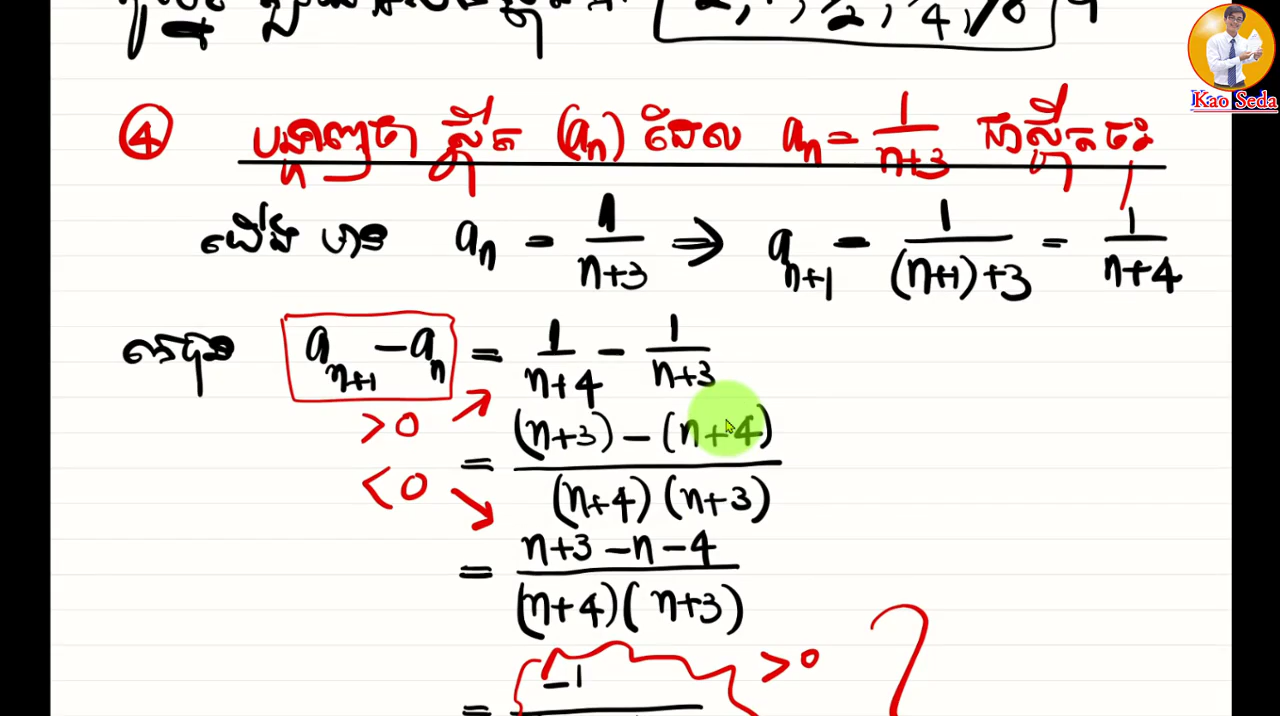 Kao Seda
④ បង្ហាញថា ស្វ៊ីត (aₙ) ដែល aₙ = 1/(n+3) ជាស្វ៊ីតចុះ
យើងមាន aₙ = 1/(n+3) ⇒ aₙ₊₁ = 1/((n+1)+3) = 1/(n+4)
គេបាន aₙ₊₁ − aₙ = 1/(n+4) − 1/(n+3)
>0 ↗
= ((n+3) − (n+4))/((n+4)(n+3))
<0 ↘
= (n+3 −n −4)/((n+4)(n+3))
= −1
>0 ?